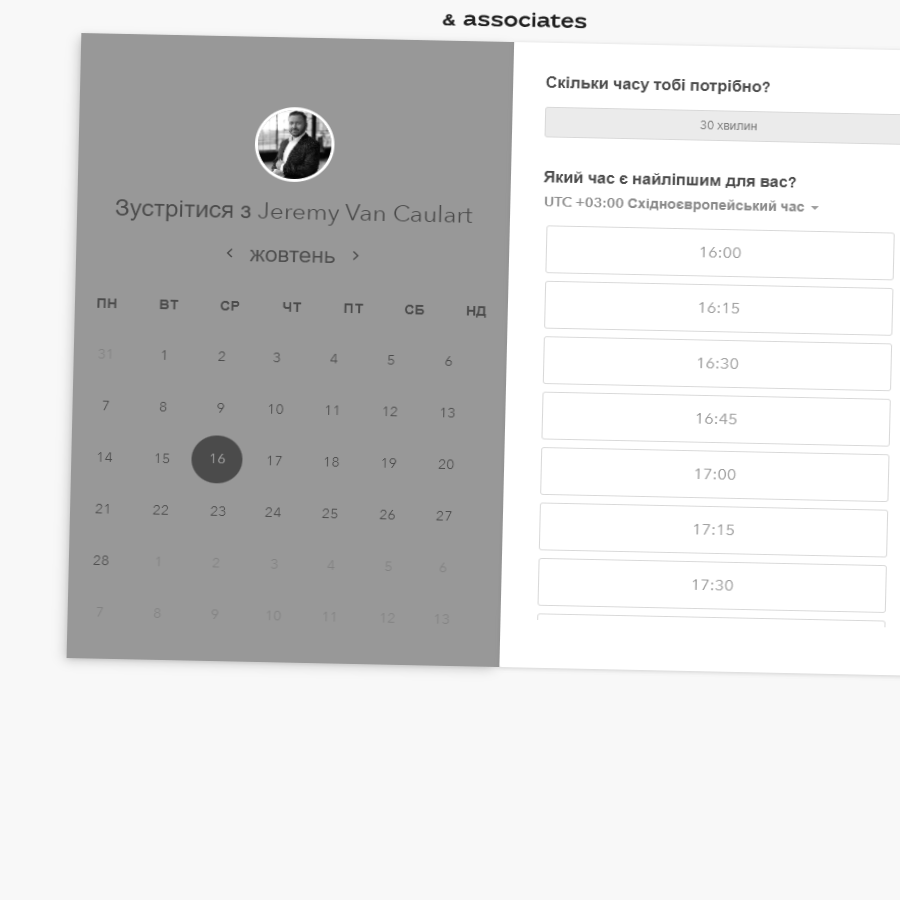 & associates
Зустрітися з Jeremy Van Caulart
жовтень
ПН ВТ СР ЧТ ПТ СБ НД
31 1 2 3 4 5 6
7 8 9 10 11 12 13
14 15 16 17 18 19 20
21 22 23 24 25 26 27
28 1 2 3 4 5 6
7 8 9 10 11 12 13
Скільки часу тобі потрібно?
30 хвилин
Який час є найліпшим для вас?
UTC +03:00 Східноєвропейський час
16:00
16:15
16:30
16:45
17:00
17:15
17:30